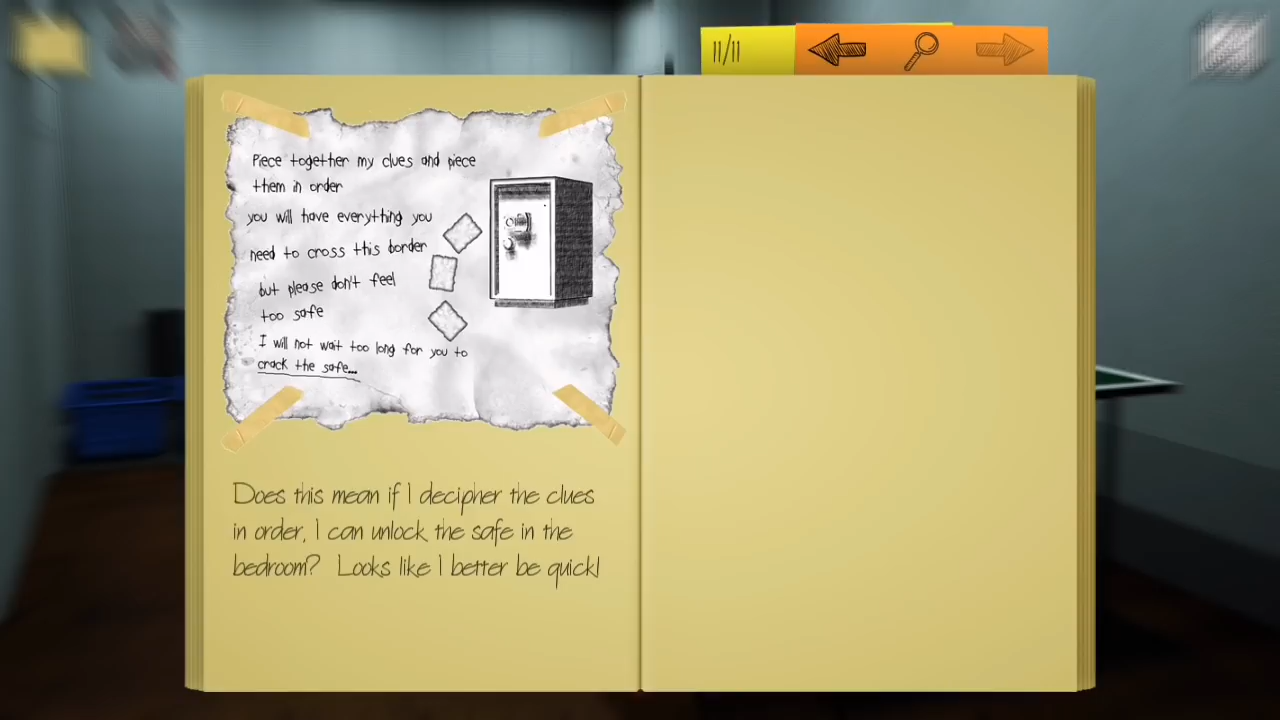 11/11
Piece together my clues and piece
them in order
you will have everything you
need to cross this border
but please don't feel
too safe
I will not wait too long for you to
crack the safe...
Does this mean if I decipher the clues
in order, I can unlock the safe in the
bedroom? Looks like I better be quick!